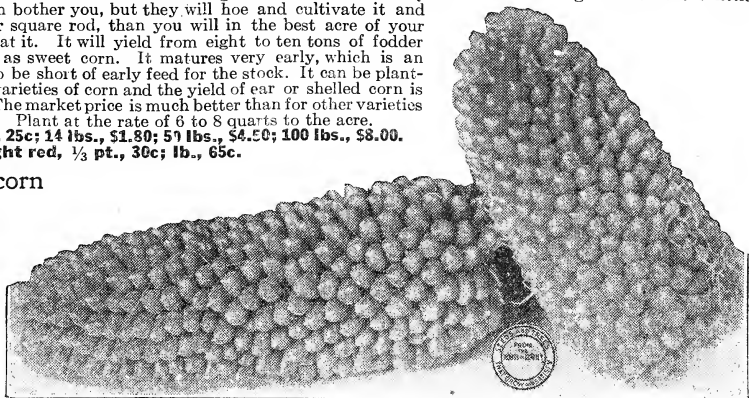 bother you, but they will hoe and cultivate it and
square rod, than you will in the best acre of your
at it. It will yield from eight to ten tons of fodder
as sweet corn. It matures very early, which is an
be short of early feed for the stock. It can be plant-
arieties of corn and the yield of ear or shelled corn is
The market price is much better than for other varieties
Plant at the rate of 6 to 8 quarts to the acre.
25c; 14 lbs., $1.80; 50 lbs., $4.50; 100 lbs., $8.00.
ght red, ⅓ pt., 30c; lb., 65c.
corn
FROM
THE